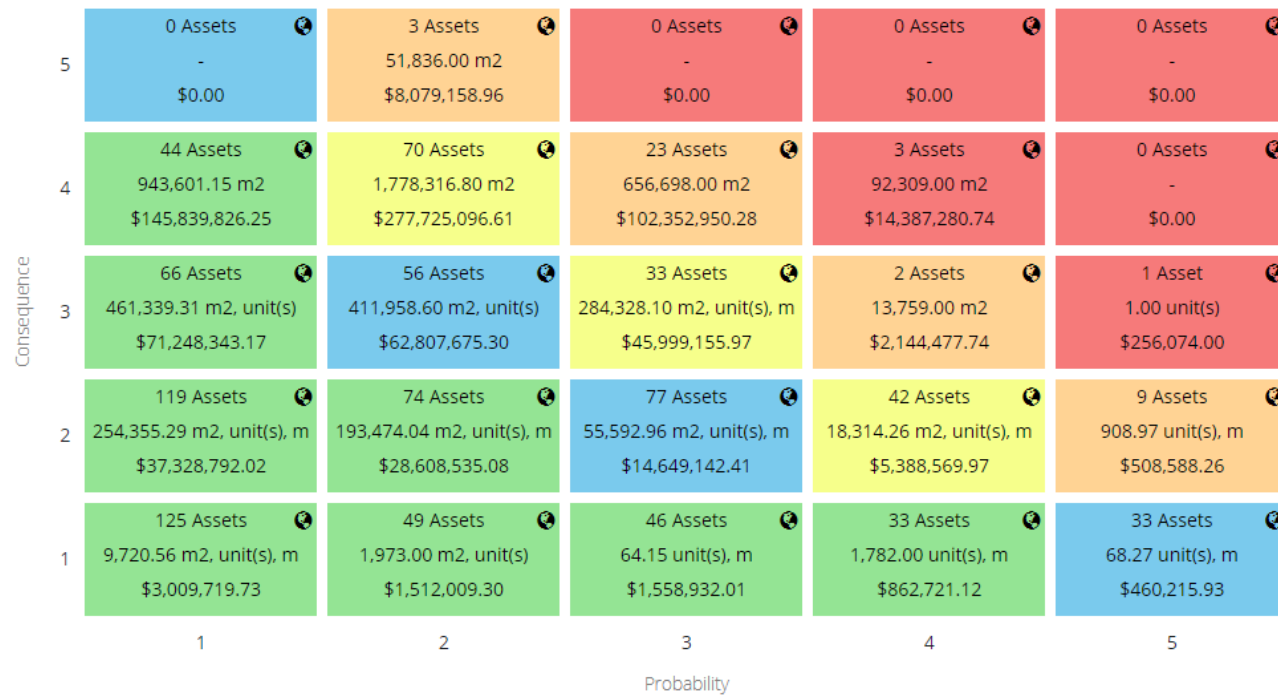 0 Assets
-
$0.00
3 Assets
51,836.00 m2
$8,079,158.96
0 Assets
-
$0.00
0 Assets
-
$0.00
0 Assets
-
$0.00
5
44 Assets
943,601.15 m2
$145,839,826.25
70 Assets
1,778,316.80 m2
$277,725,096.61
23 Assets
656,698.00 m2
$102,352,950.28
3 Assets
92,309.00 m2
$14,387,280.74
0 Assets
-
$0.00
4
66 Assets
461,339.31 m2, unit(s)
$71,248,343.17
56 Assets
411,958.60 m2, unit(s)
$62,807,675.30
33 Assets
284,328.10 m2, unit(s), m
$45,999,155.97
2 Assets
13,759.00 m2
$2,144,477.74
1 Asset
1.00 unit(s)
$256,074.00
3
Consequence
119 Assets
254,355.29 m2, unit(s), m
$37,328,792.02
74 Assets
193,474.04 m2, unit(s), m
$28,608,535.08
77 Assets
55,592.96 m2, unit(s), m
$14,649,142.41
42 Assets
18,314.26 m2, unit(s), m
$5,388,569.97
9 Assets
908.97 unit(s), m
$508,588.26
2
125 Assets
9,720.56 m2, unit(s), m
$3,009,719.73
49 Assets
1,973.00 m2, unit(s)
$1,512,009.30
46 Assets
64.15 unit(s), m
$1,558,932.01
33 Assets
1,782.00 unit(s), m
$862,721.12
33 Assets
68.27 unit(s), m
$460,215.93
1
1
2
3
4
5
Probability